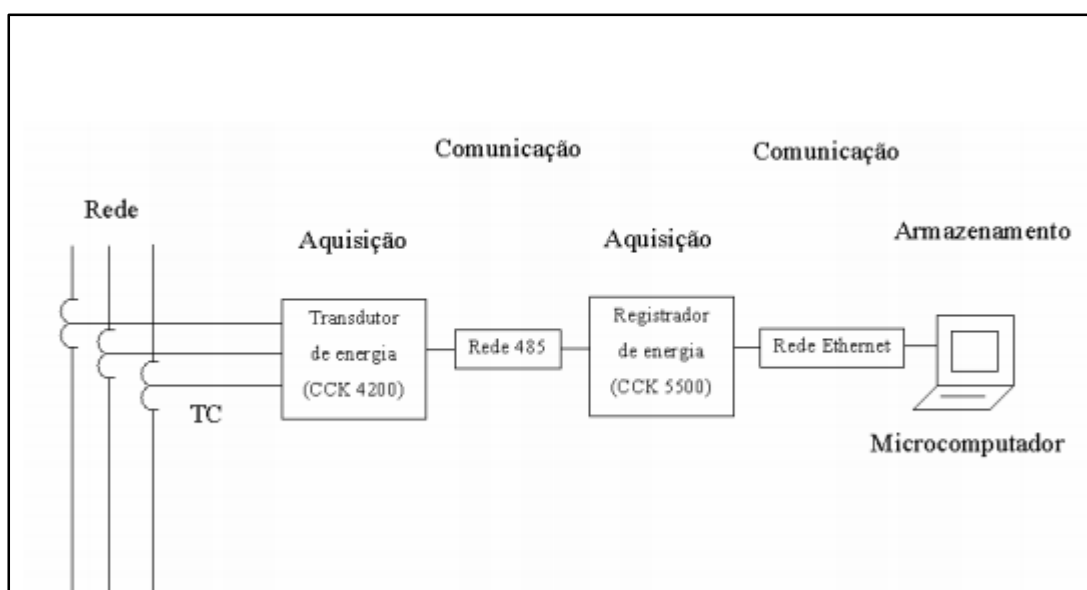 Comunicação
Comunicação
Rede
Aquisição
Aquisição
Armazenamento
Transdutor
de energia
(CCK 4200)
Rede 485
Registrador
de energia
(CCK 5500)
Rede Ethernet
TC
Microcomputador